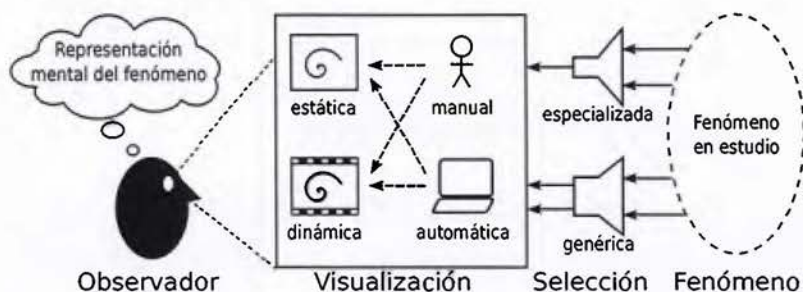 Representación
mental del fenómeno
estática
manual
especializada
Fenómeno
en estudio
dinámica
automática
genérica
Observador
Visualización
Selección
Fenómeno